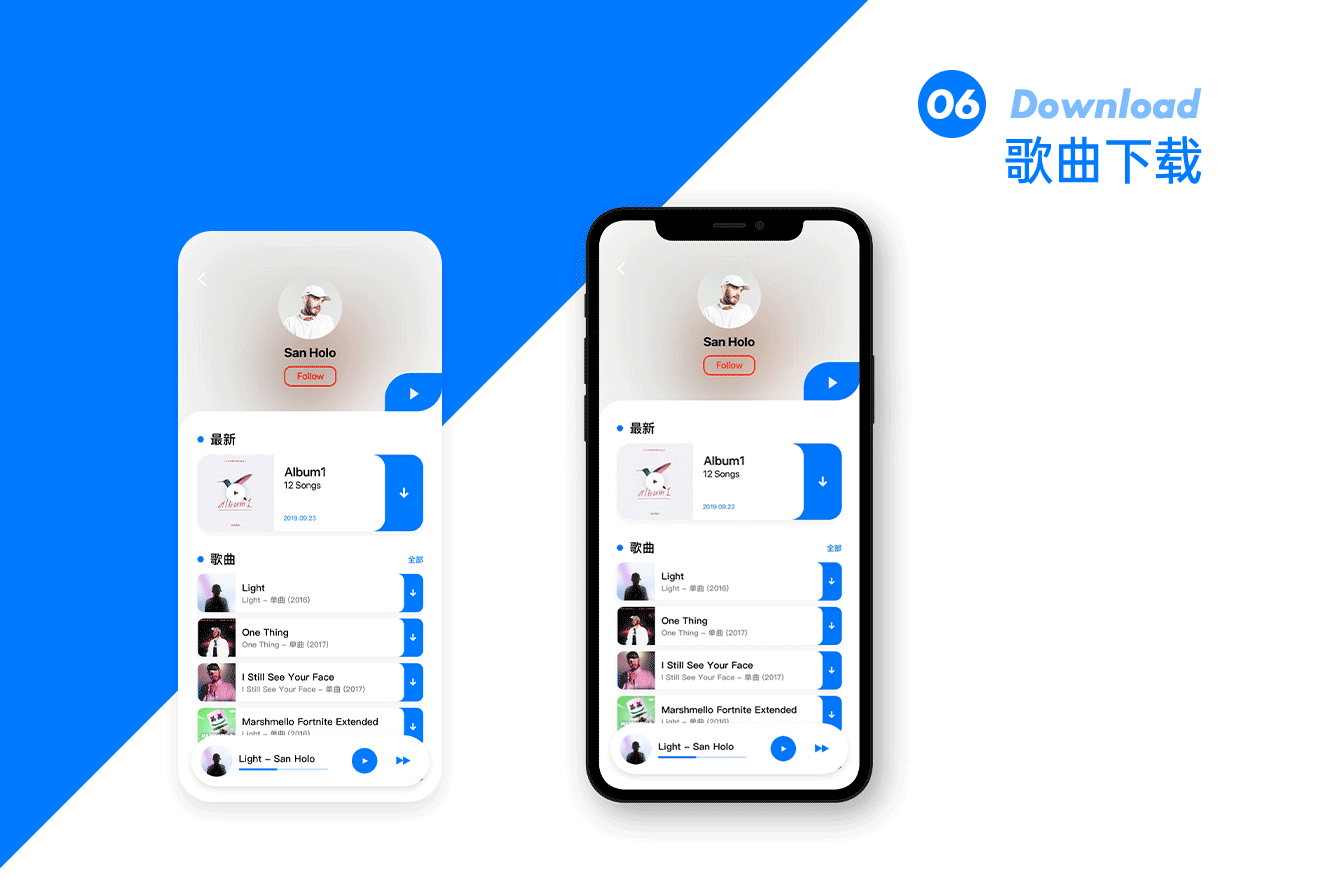 06
Download
歌曲下载
San Holo
Follow
最新
album1
Album1
12 Songs
2019.09.23
歌曲
全部
Light
Light – 单曲 (2016)
One Thing
One Thing – 单曲 (2017)
I Still See Your Face
I Still See Your Face – 单曲 (2017)
Marshmello Fortnite Extended
Light – 单曲 (2016)
Light – San Holo
San Holo
Follow
最新
album1
Album1
12 Songs
2019.09.23
歌曲
全部
Light
Light – 单曲 (2016)
One Thing
One Thing – 单曲 (2017)
I Still See Your Face
I Still See Your Face – 单曲 (2017)
Marshmello Fortnite Extended
Light – 单曲 (2016)
Light – San Holo